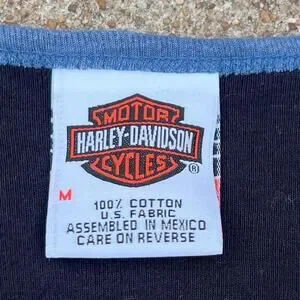 MOTOR
HARLEY-DAVIDSON
CYCLES
®
M
100% COTTON
U.S. FABRIC
ASSEMBLED IN MEXICO
CARE ON REVERSE